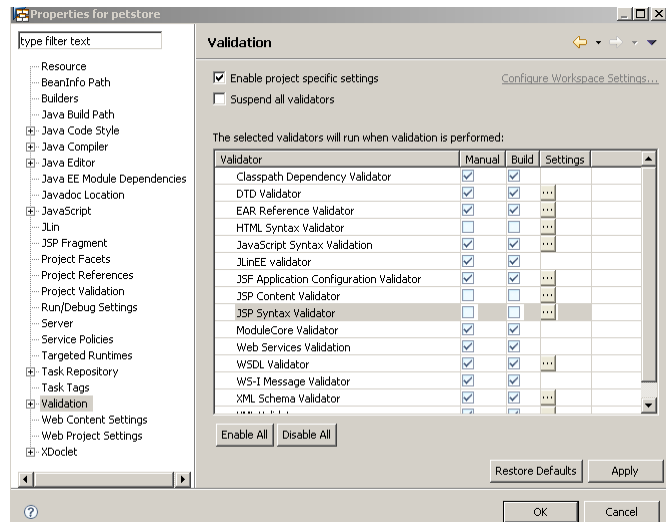 Properties for petstore
type filter text
Resource
BeanInfo Path
Builders
Java Build Path
Java Code Style
Java Compiler
Java Editor
Java EE Module Dependencies
Javadoc Location
JavaScript
JLin
JSP Fragment
Project Facets
Project References
Project Validation
Run/Debug Settings
Server
Service Policies
Targeted Runtimes
Task Repository
Task Tags
Validation
Web Content Settings
Web Project Settings
XDoclet
Validation
Enable project specific settings
Configure Workspace Settings...
Suspend all validators
The selected validators will run when validation is performed:
Validator Manual Build Settings
Classpath Dependency Validator
DTD Validator ...
EAR Reference Validator ...
HTML Syntax Validator ...
JavaScript Syntax Validation ...
JLinEE validator
JSF Application Configuration Validator ...
JSP Content Validator ...
JSP Syntax Validator ...
ModuleCore Validator
Web Services Validation
WSDL Validator ...
WS-I Message Validator
XML Schema Validator ...
Enable All Disable All
Restore Defaults Apply
? OK Cancel